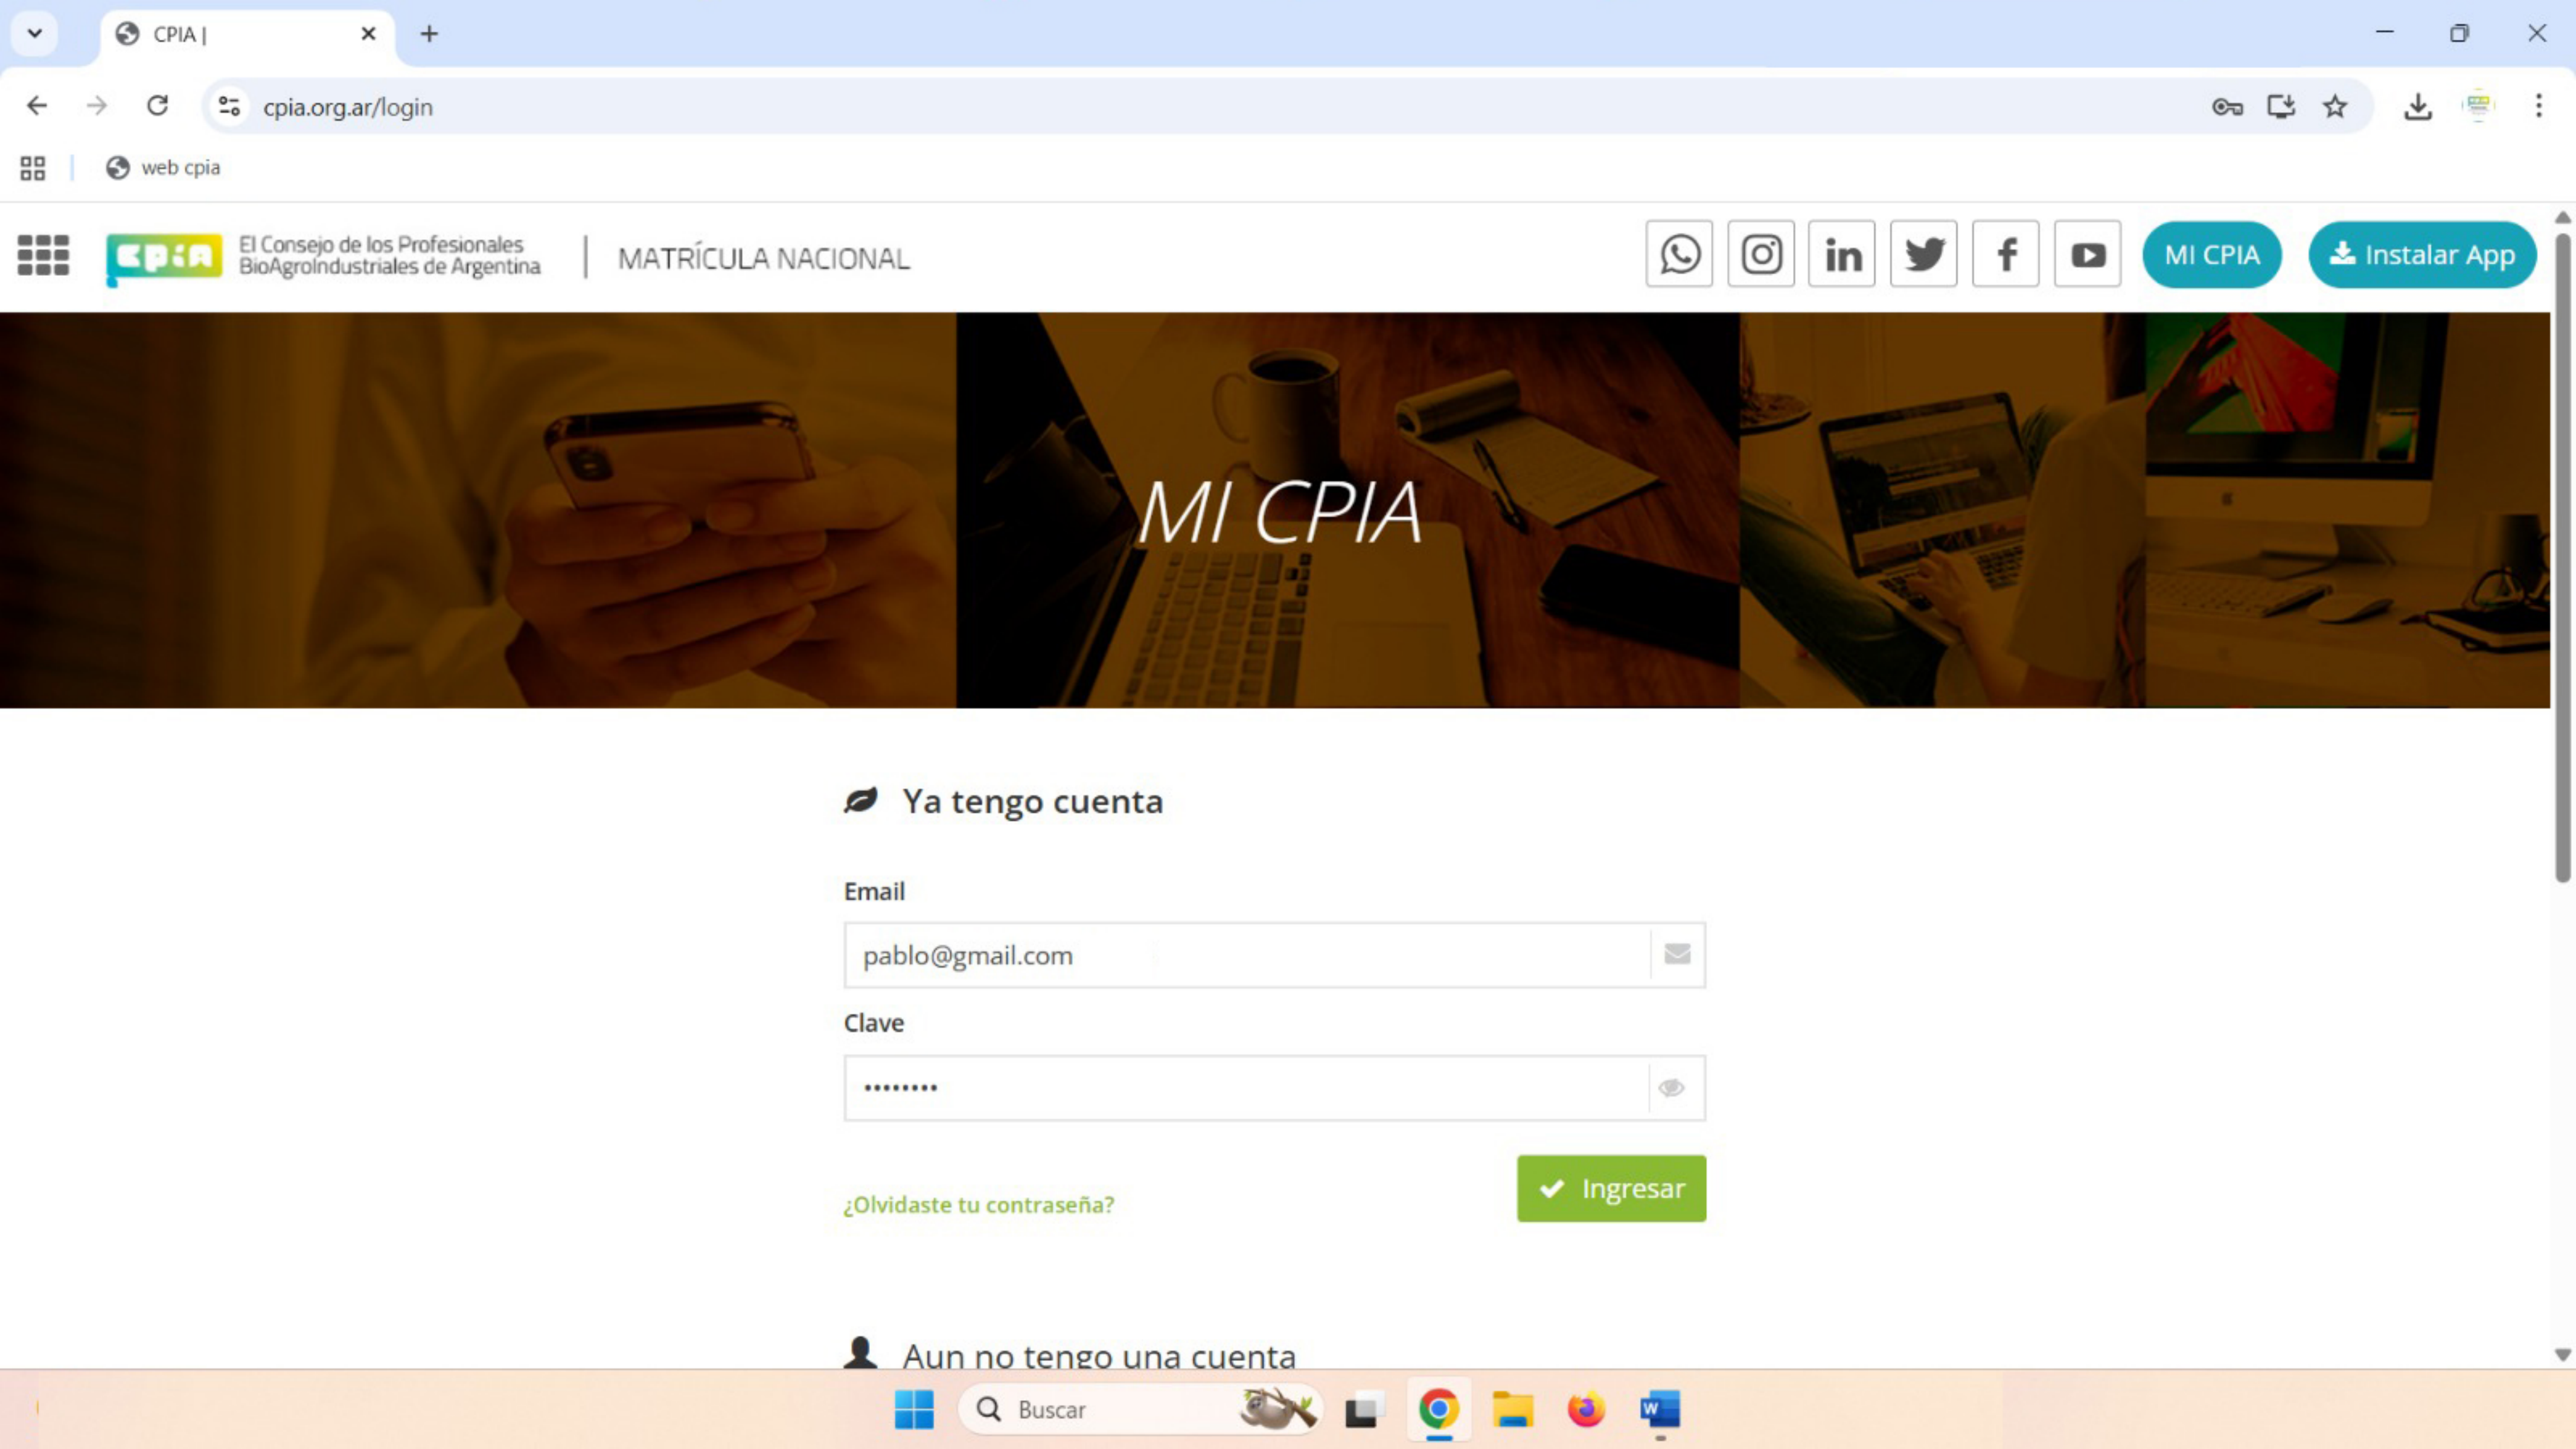 CPIA |
cpia.org.ar/login
web cpia
cpia
El Consejo de los Profesionales
BioAgroIndustriales de Argentina
MATRÍCULA NACIONAL
MI CPIA
Instalar App
MI CPIA
Ya tengo cuenta
Email
pablo@gmail.com
Clave
••••••••
¿Olvidaste tu contraseña?
Ingresar
Aun no tengo una cuenta
Buscar